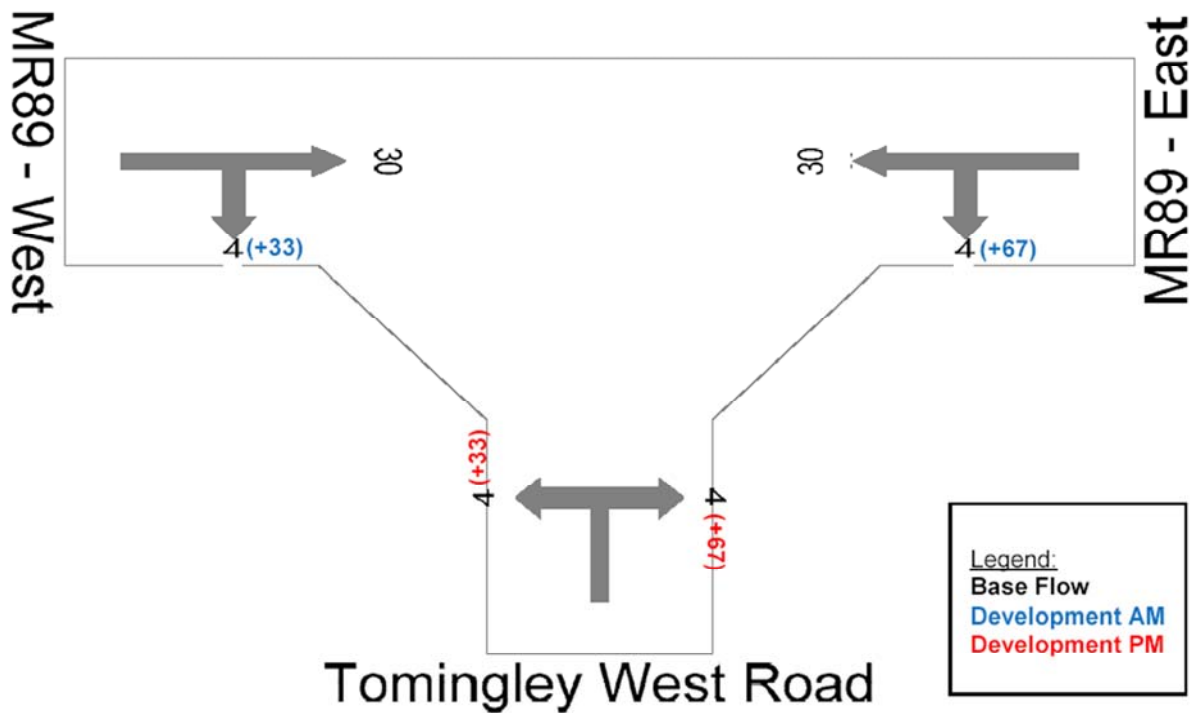 MR89 - West
MR89 - East
30
30
4 (+33)
4 (+67)
4 (+33)
4 (+67)
Legend:
Base Flow
Development AM
Development PM
Tomingley West Road